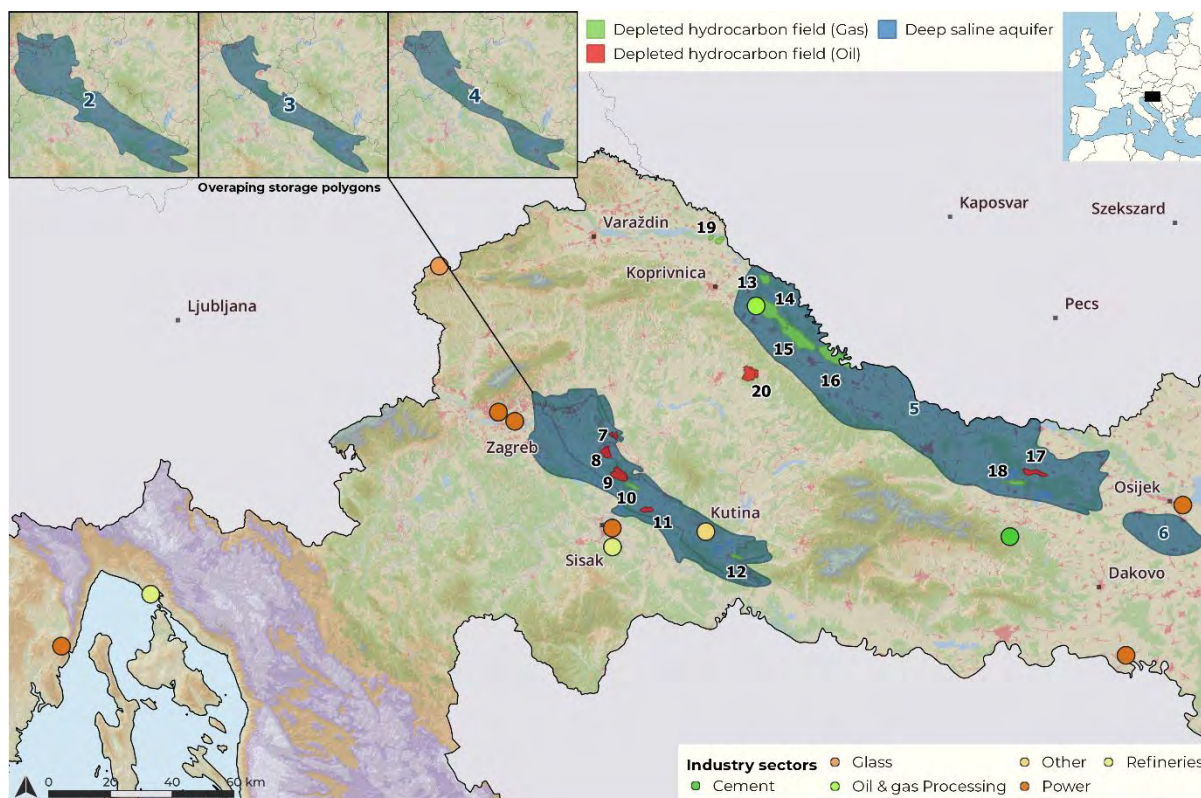 2
3
4
Overaping storage polygons
Depleted hydrocarbon field (Gas)
Deep saline aquifer
Depleted hydrocarbon field (Oil)
Kaposvar
Szekszard
Varaždin
19
Koprivnica
13
14
Ljubljana
Pecs
15
16
20
5
7
Zagreb
8
17
9
18
10
Osijek
Kutina
11
6
Sisak
12
Dakovo
0 20 40 60 km
Industry sectors
Glass
Other
Refineries
Cement
Oil & gas Processing
Power